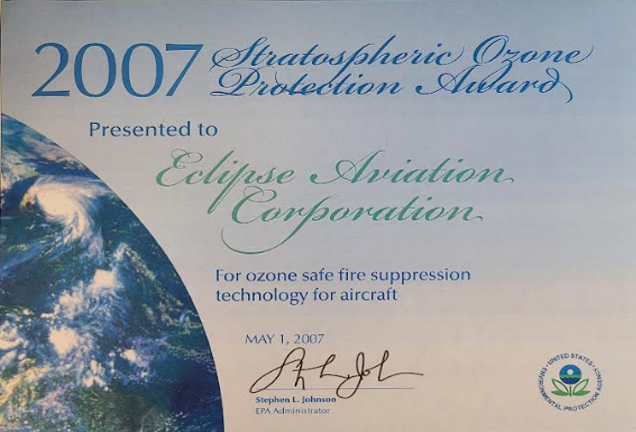 2007 Stratospheric Ozone
Protection Award
Presented to
Eclipse Aviation
Corporation
For ozone safe fire suppression
technology for aircraft
MAY 1, 2007
Stephen L. Johnson
EPA Administrator
UNITED STATES
ENVIRONMENTAL PROTECTION AGENCY